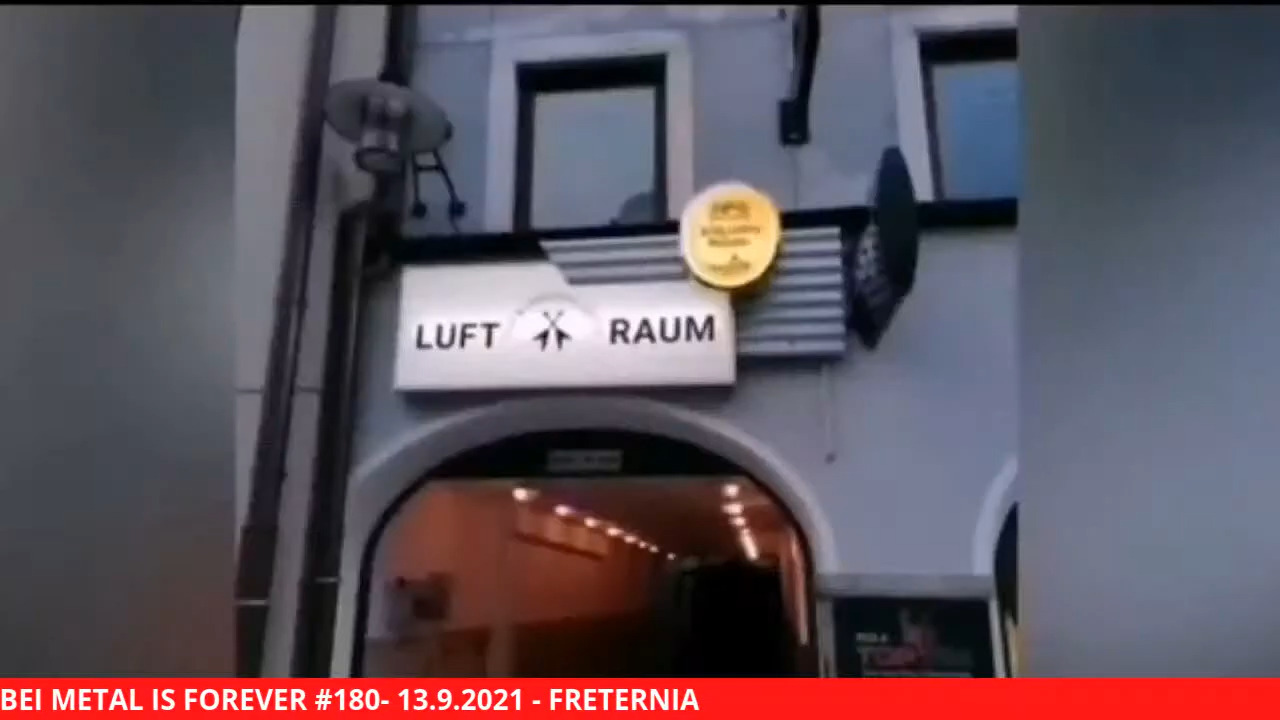 LUFT RAUM
BEI METAL IS FOREVER #180- 13.9.2021 - FRETERNIA